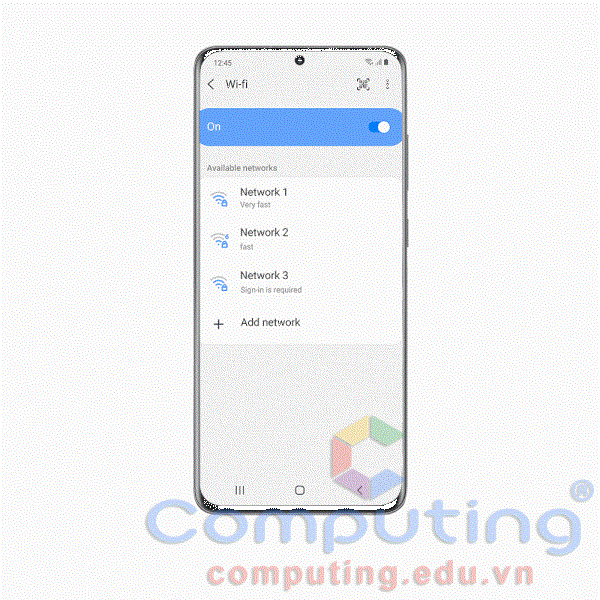 12:45
Wi-fi
On
Available networks
Network 1
Very fast
6
Network 2
fast
Network 3
Sign-in is required
+ Add network
Computing®
computing.edu.vn